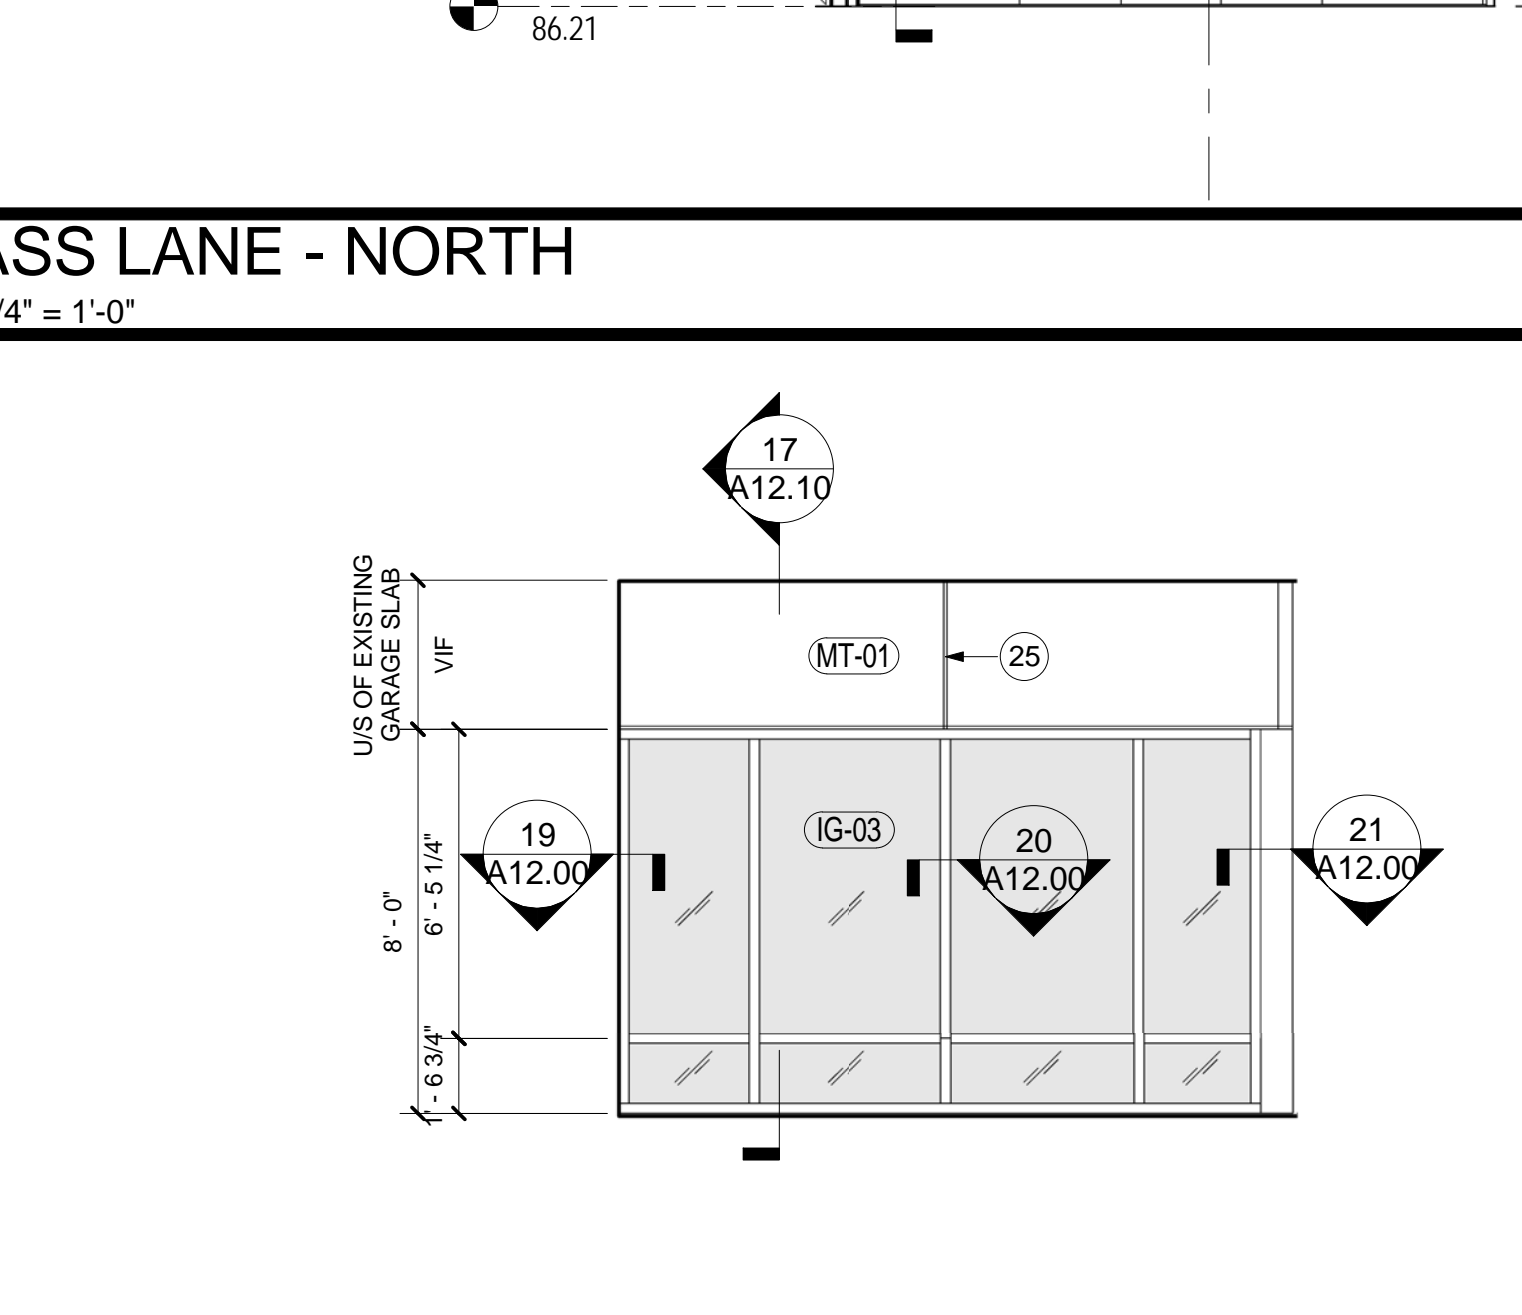 86.21
ASS LANE - NORTH
/4" = 1'-0"
17
A12.10
U/S OF EXISTING
GARAGE SLAB
VIF
MT-01
25
8' - 0"
6' - 5 1/4"
1' - 6 3/4"
19
A12.00
IG-03
20
A12.00
21
A12.00